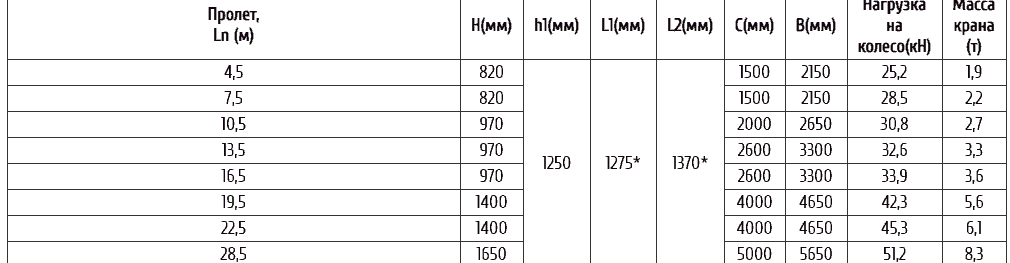 Пролет, Ln (м) H(мм) h1(мм) L1(мм) L2(мм) C(мм) B(мм) Нагрузка на колесо(кН) Масса крана (т)
4,5 820 1500 2150 25,2 1,9
7,5 820 1500 2150 28,5 2,2
10,5 970 2000 2650 30,8 2,7
13,5 970 2600 3300 32,6 3,3
1250 1275* 1370*
16,5 970 2600 3300 33,9 3,6
19,5 1400 4000 4650 42,3 5,6
22,5 1400 4000 4650 45,3 6,1
28,5 1650 5000 5650 51,2 8,3